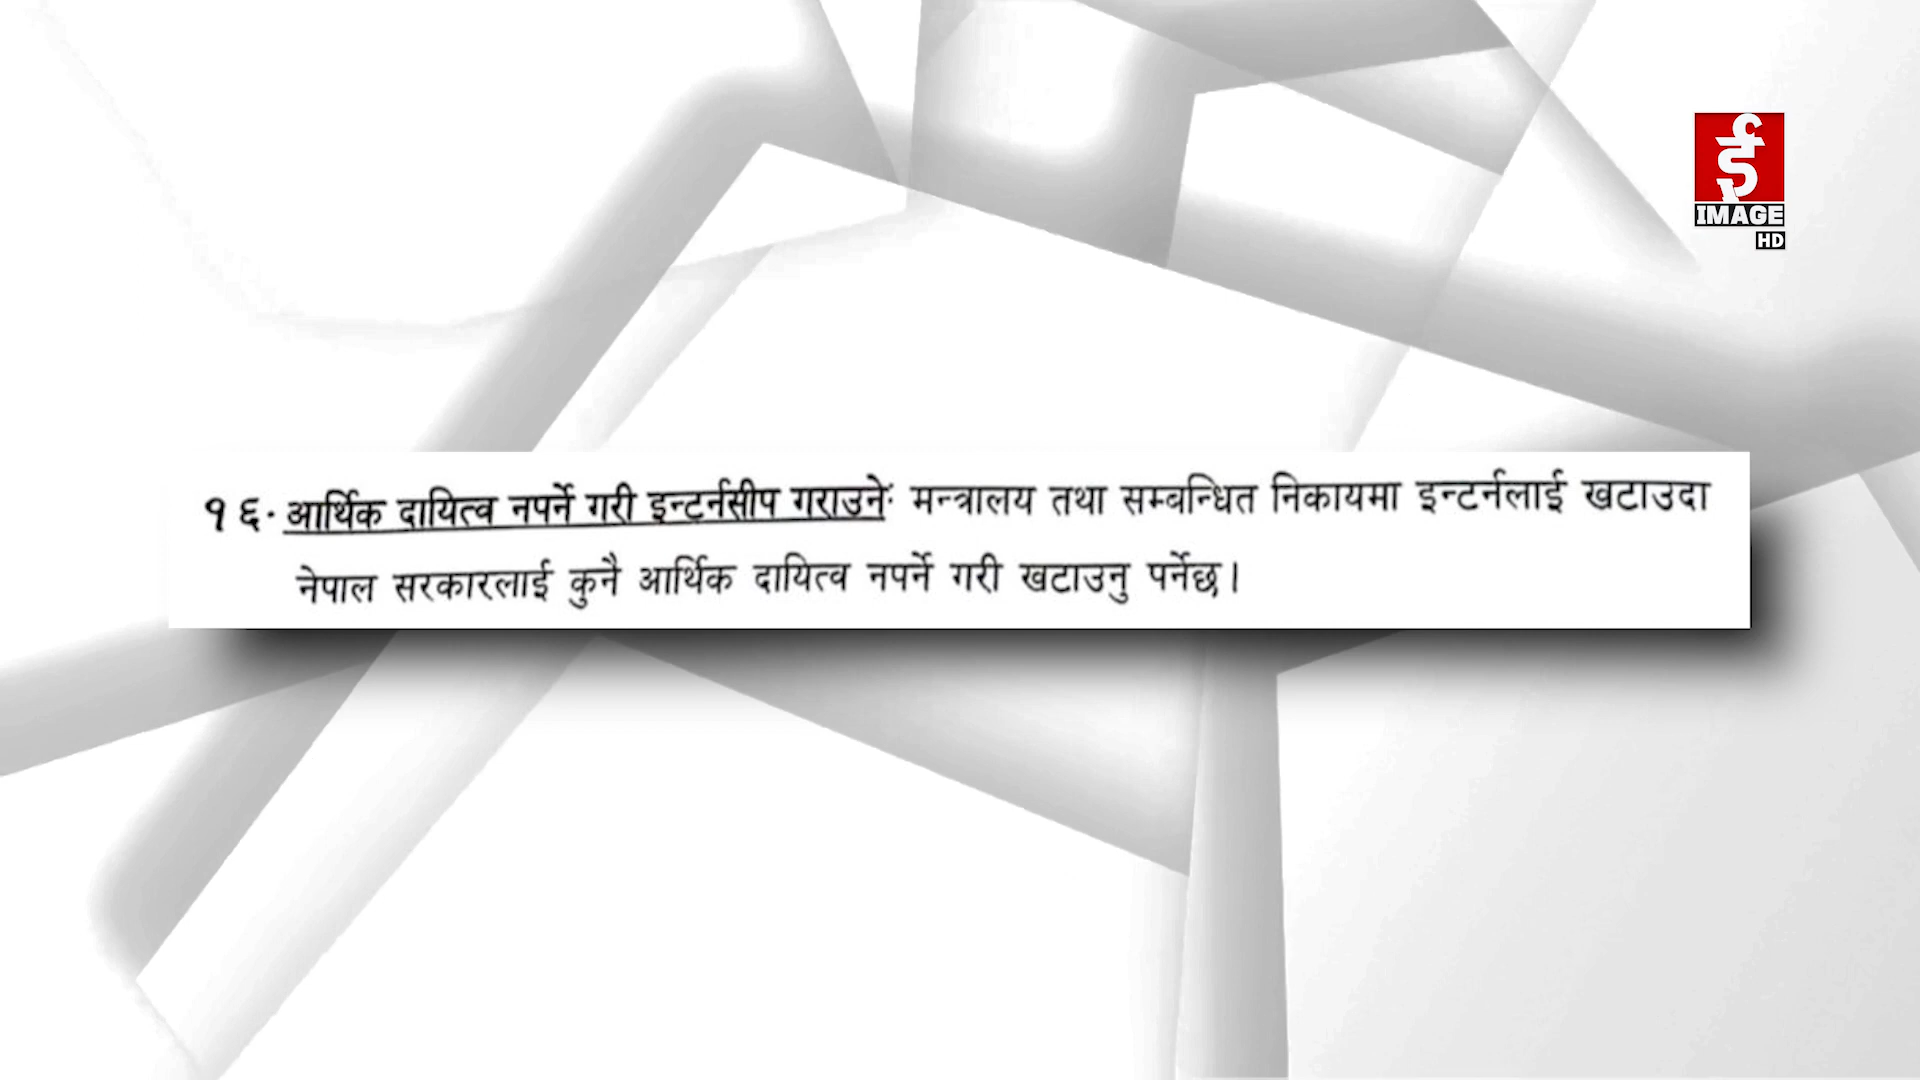 IMAGE
HD
१६. आर्थिक दायित्व नपर्ने गरी इन्टर्नसीप गराउनेः मन्त्रालय तथा सम्बन्धित निकायमा इन्टर्नलाई खटाउदा
नेपाल सरकारलाई कुनै आर्थिक दायित्व नपर्ने गरी खटाउनु पर्नेछ।